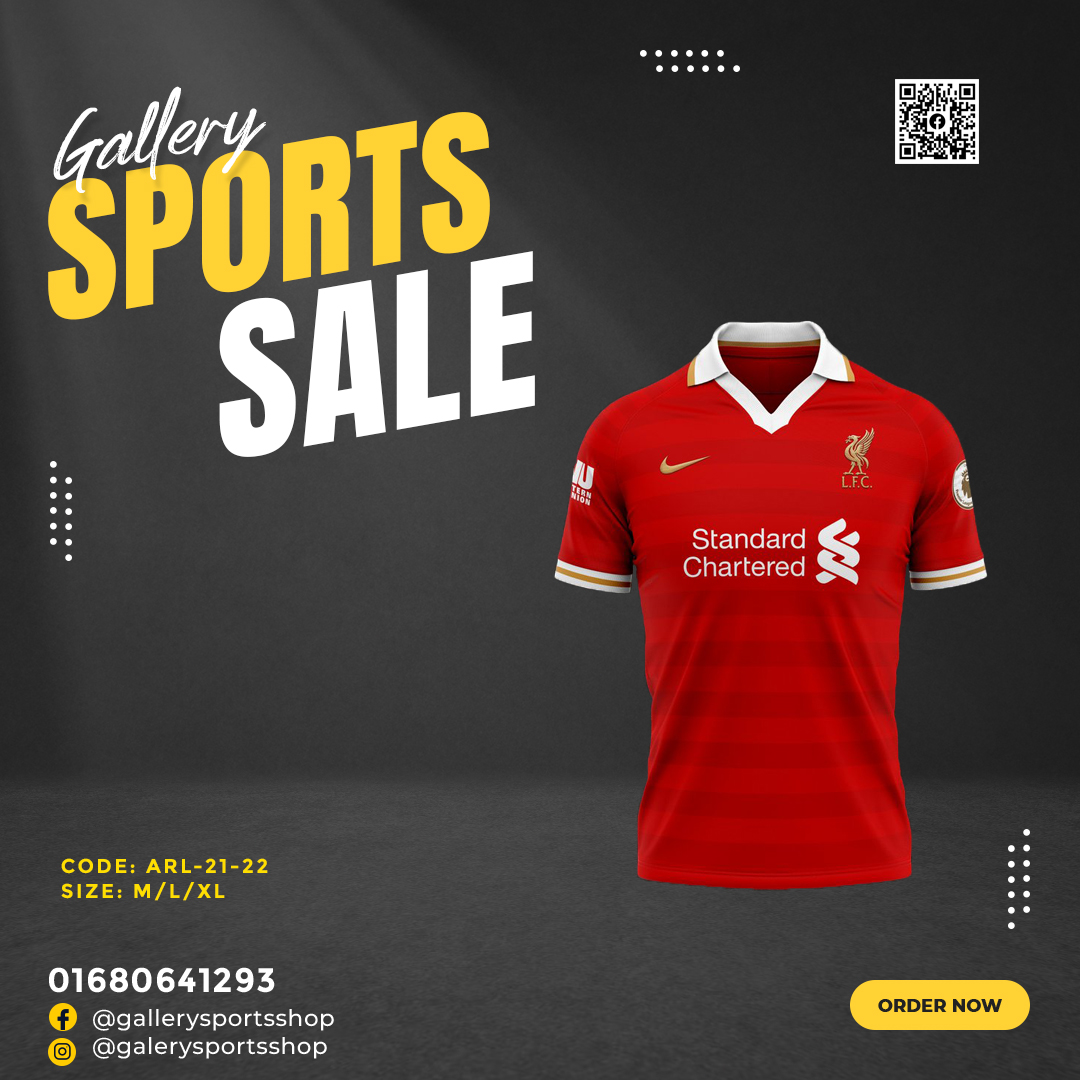 Gallery
SPORTS
SALE
L.F.C.
Standard
Chartered
CODE: ARL-21-22
SIZE: M/L/XL
01680641293
@gallerysportsshop
@galerysportsshop
ORDER NOW